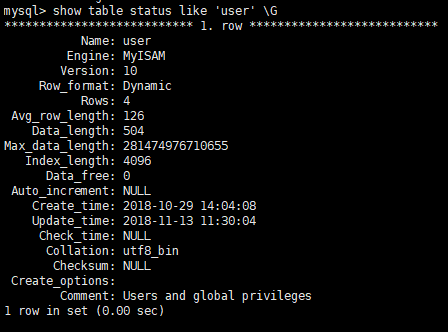 mysql> show table status like 'user' \G
*************************** 1. row ***************************
Name: user
Engine: MyISAM
Version: 10
Row_format: Dynamic
Rows: 4
Avg_row_length: 126
Data_length: 504
Max_data_length: 281474976710655
Index_length: 4096
Data_free: 0
Auto_increment: NULL
Create_time: 2018-10-29 14:04:08
Update_time: 2018-11-13 11:30:04
Check_time: NULL
Collation: utf8_bin
Checksum: NULL
Create_options:
Comment: Users and global privileges
1 row in set (0.00 sec)